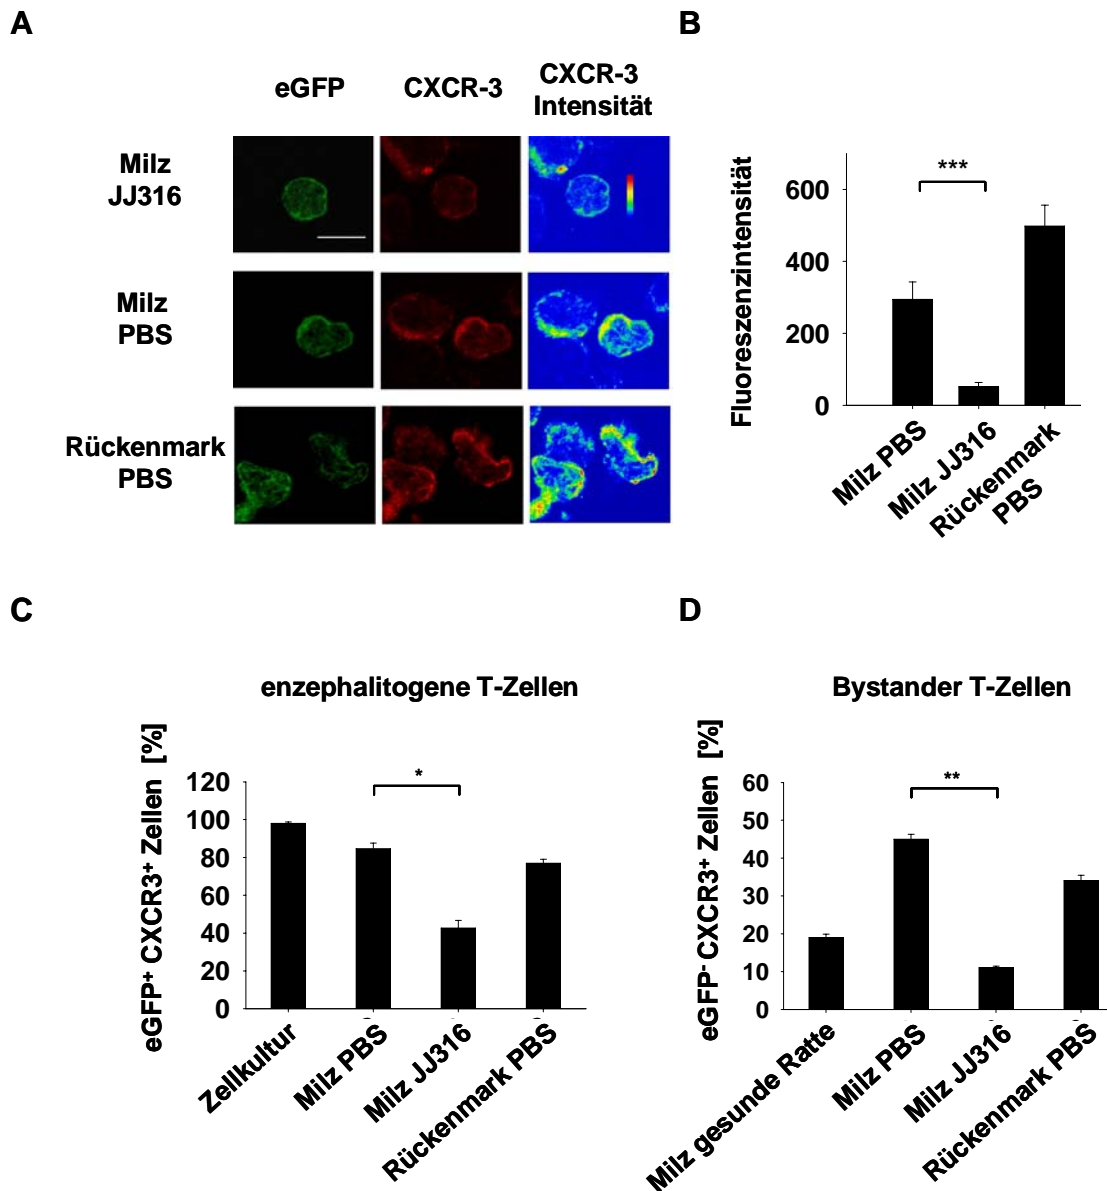 A
B
eGFP
CXCR-3
CXCR-3
Intensität
Milz
JJ316
Milz
PBS
Rückenmark
PBS
Fluoreszenzintensität
600
400
200
0
***
Milz PBS
Milz JJ316
Rückenmark
PBS
C
D
enzephalitogene T-Zellen
eGFP+ CXCR3+ Zellen [%]
120
100
80
60
40
20
0
*
Zellkultur
Milz PBS
Milz JJ316
Rückenmark PBS
Bystander T-Zellen
eGFP- CXCR3+ Zellen [%]
60
50
40
30
20
10
0
**
Milz gesunde Ratte
Milz PBS
Milz JJ316
Rückenmark PBS